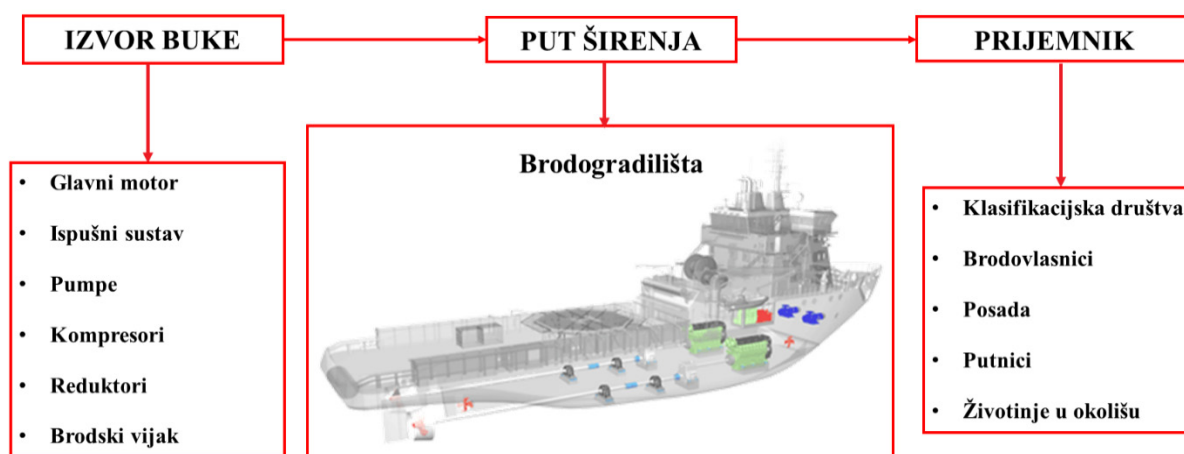 IZVOR BUKE
PUT ŠIRENJA
PRIJEMNIK
• Glavni motor
• Ispušni sustav
• Pumpe
• Kompresori
• Reduktori
• Brodski vijak
Brodogradilišta
• Klasifikacijska društva
• Brodovlasnici
• Posada
• Putnici
• Životinje u okolišu